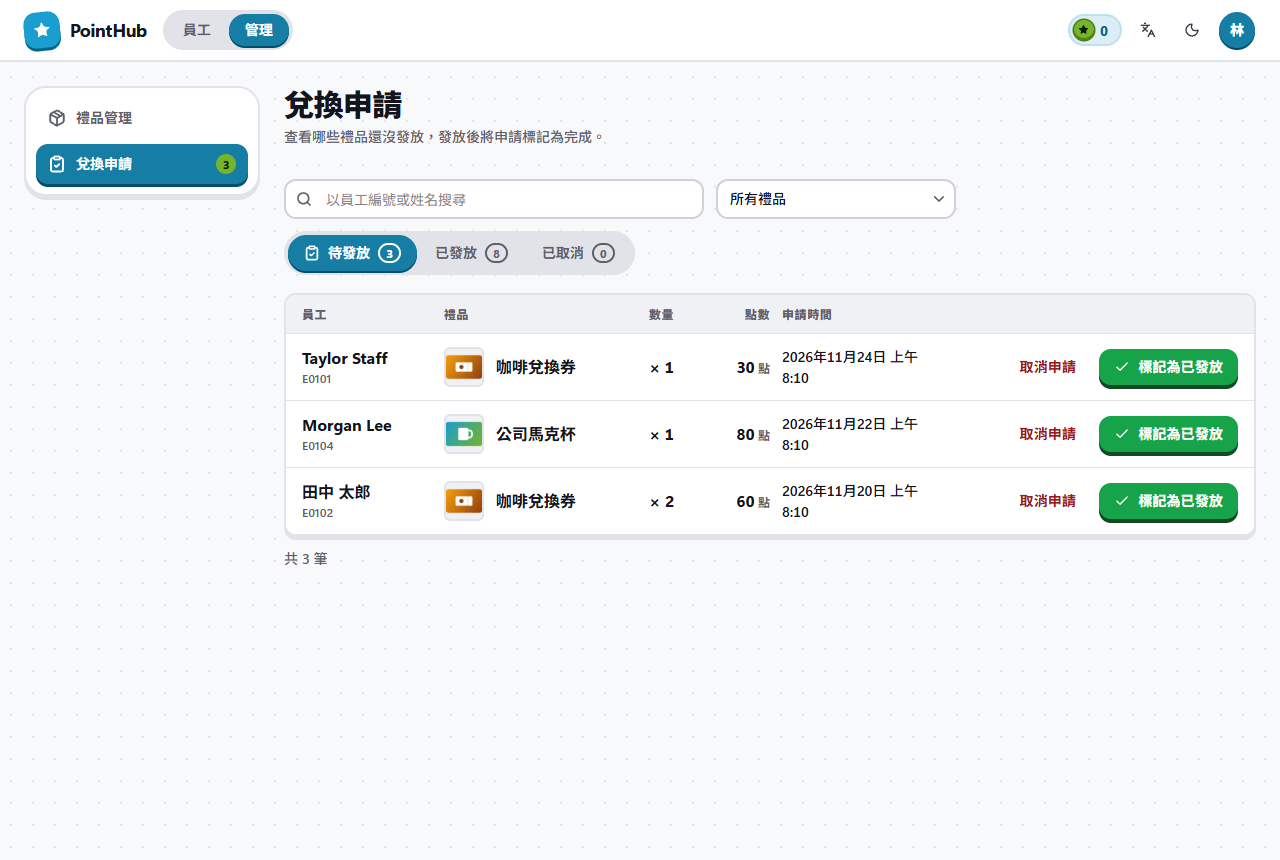 PointHub 員工 管理 0 林
禮品管理
兌換申請 3
兌換申請
查看哪些禮品還沒發放，發放後將申請標記為完成。
以員工編號或姓名搜尋 所有禮品
待發放 3 已發放 8 已取消 0
員工 禮品 數量 點數 申請時間
Taylor Staff
E0101
咖啡兌換券 × 1 30 點
2026年11月24日 上午
8:10
取消申請 標記為已發放
Morgan Lee
E0104
公司馬克杯 × 1 80 點
2026年11月22日 上午
8:10
取消申請 標記為已發放
田中 太郎
E0102
咖啡兌換券 × 2 60 點
2026年11月20日 上午
8:10
取消申請 標記為已發放
共 3 筆